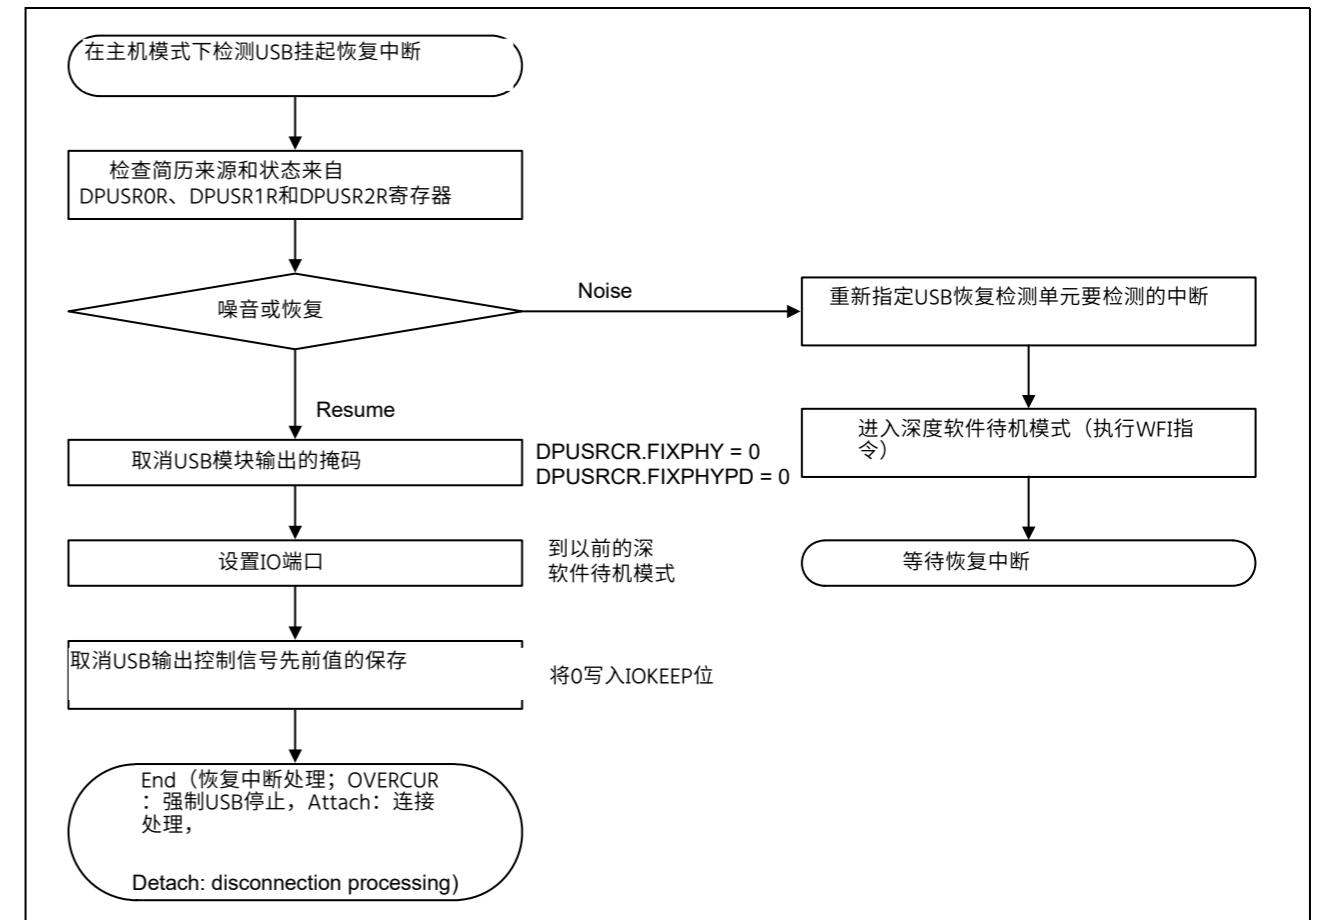 在主机模式下检测USB挂起恢复中断
检查简历来源和状态来自
DPUSR0R、DPUSR1R和DPUSR2R寄存器
噪音或恢复
Noise
重新指定USB恢复检测单元要检测的中断
Resume
进入深度软件待机模式（执行WFI指
令）
取消USB模块输出的掩码
DPUSRCR.FIXPHY = 0
DPUSRCR.FIXPHYPD = 0
设置IO端口
到以前的深
软件待机模式
等待恢复中断
取消USB输出控制信号先前值的保存
将0写入IOKEEP位
End（恢复中断处理；OVERCUR
：强制USB停止，Attach：连接
处理，
Detach: disconnection processing)